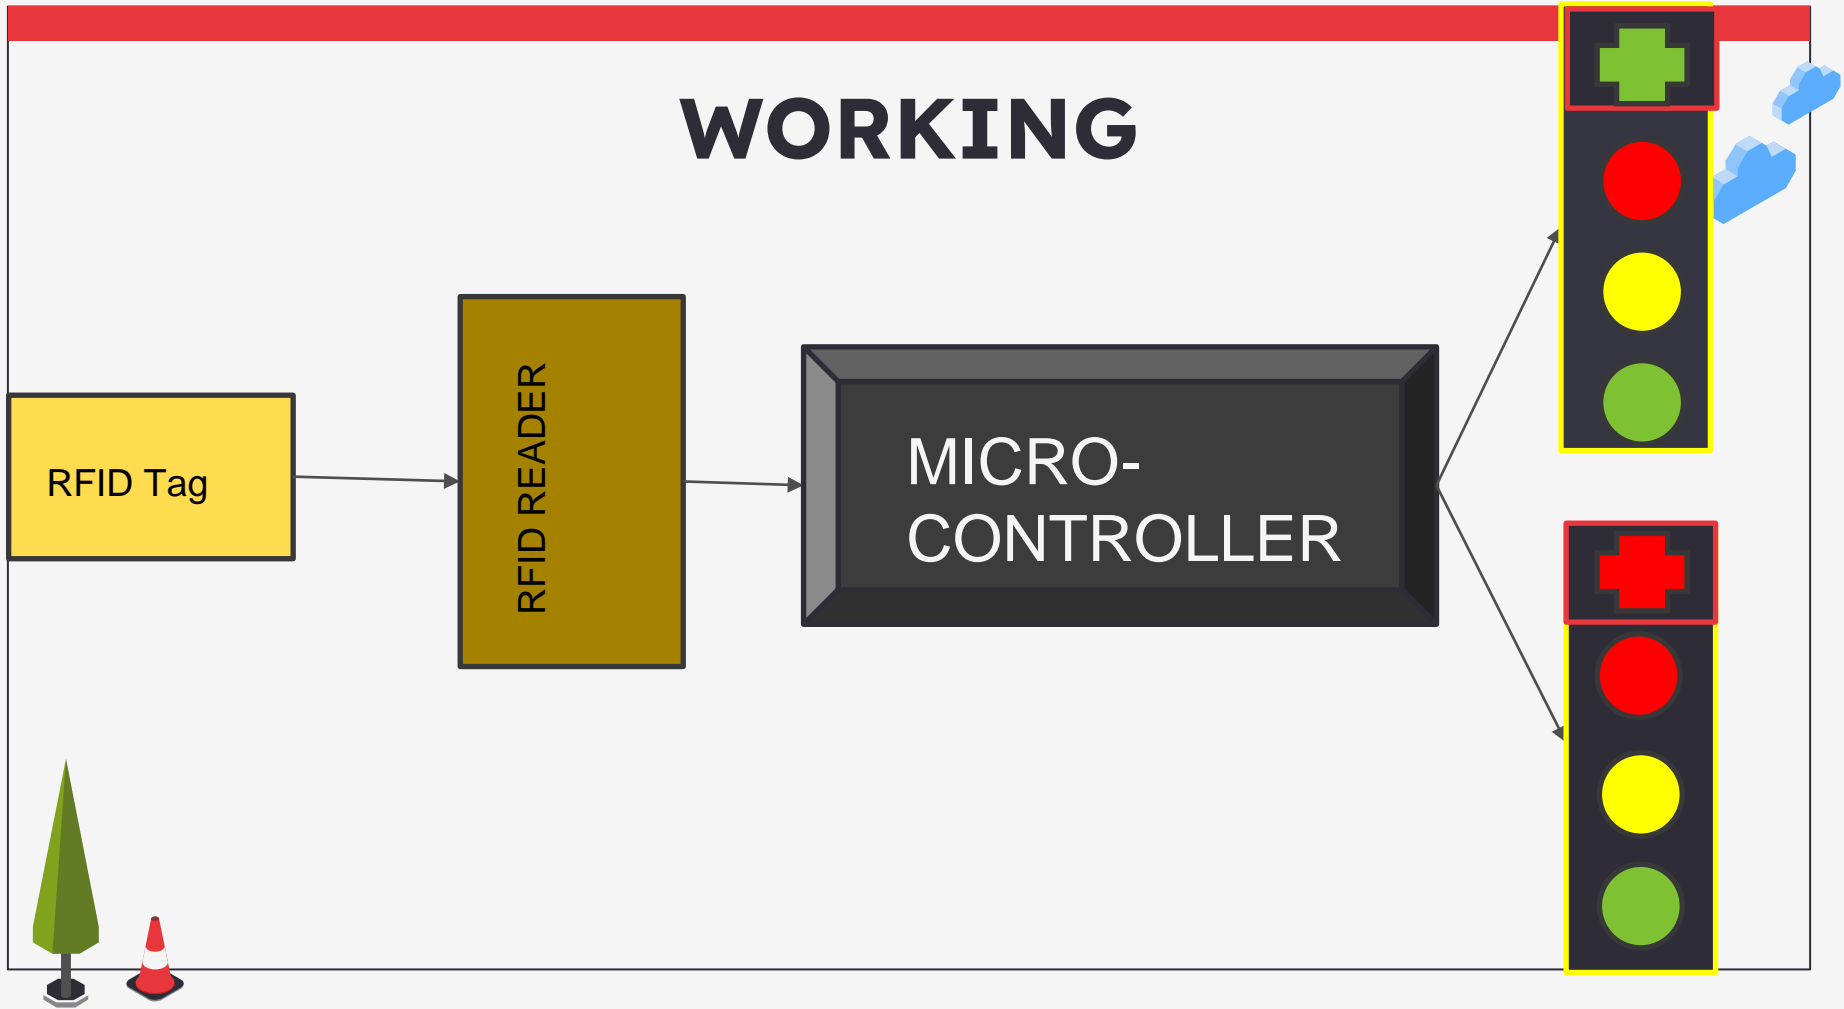 WORKING
RFID Tag
RFID READER
MICRO-
CONTROLLER